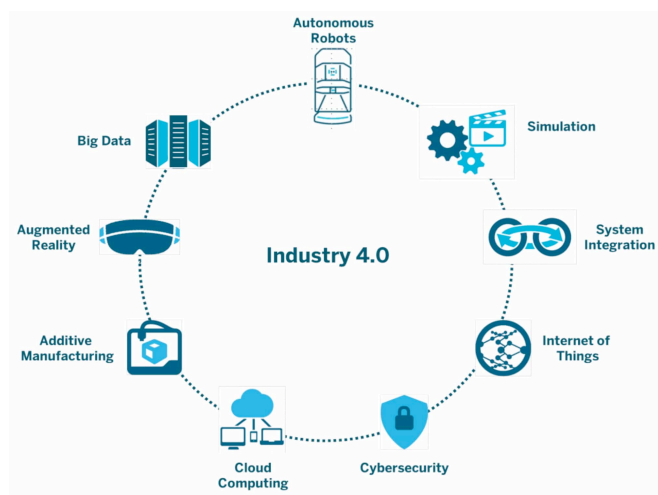 Autonomous
Robots
Simulation
Big Data
System
Integration
Augmented
Reality
Industry 4.0
Internet of
Things
Additive
Manufacturing
Cybersecurity
Cloud
Computing